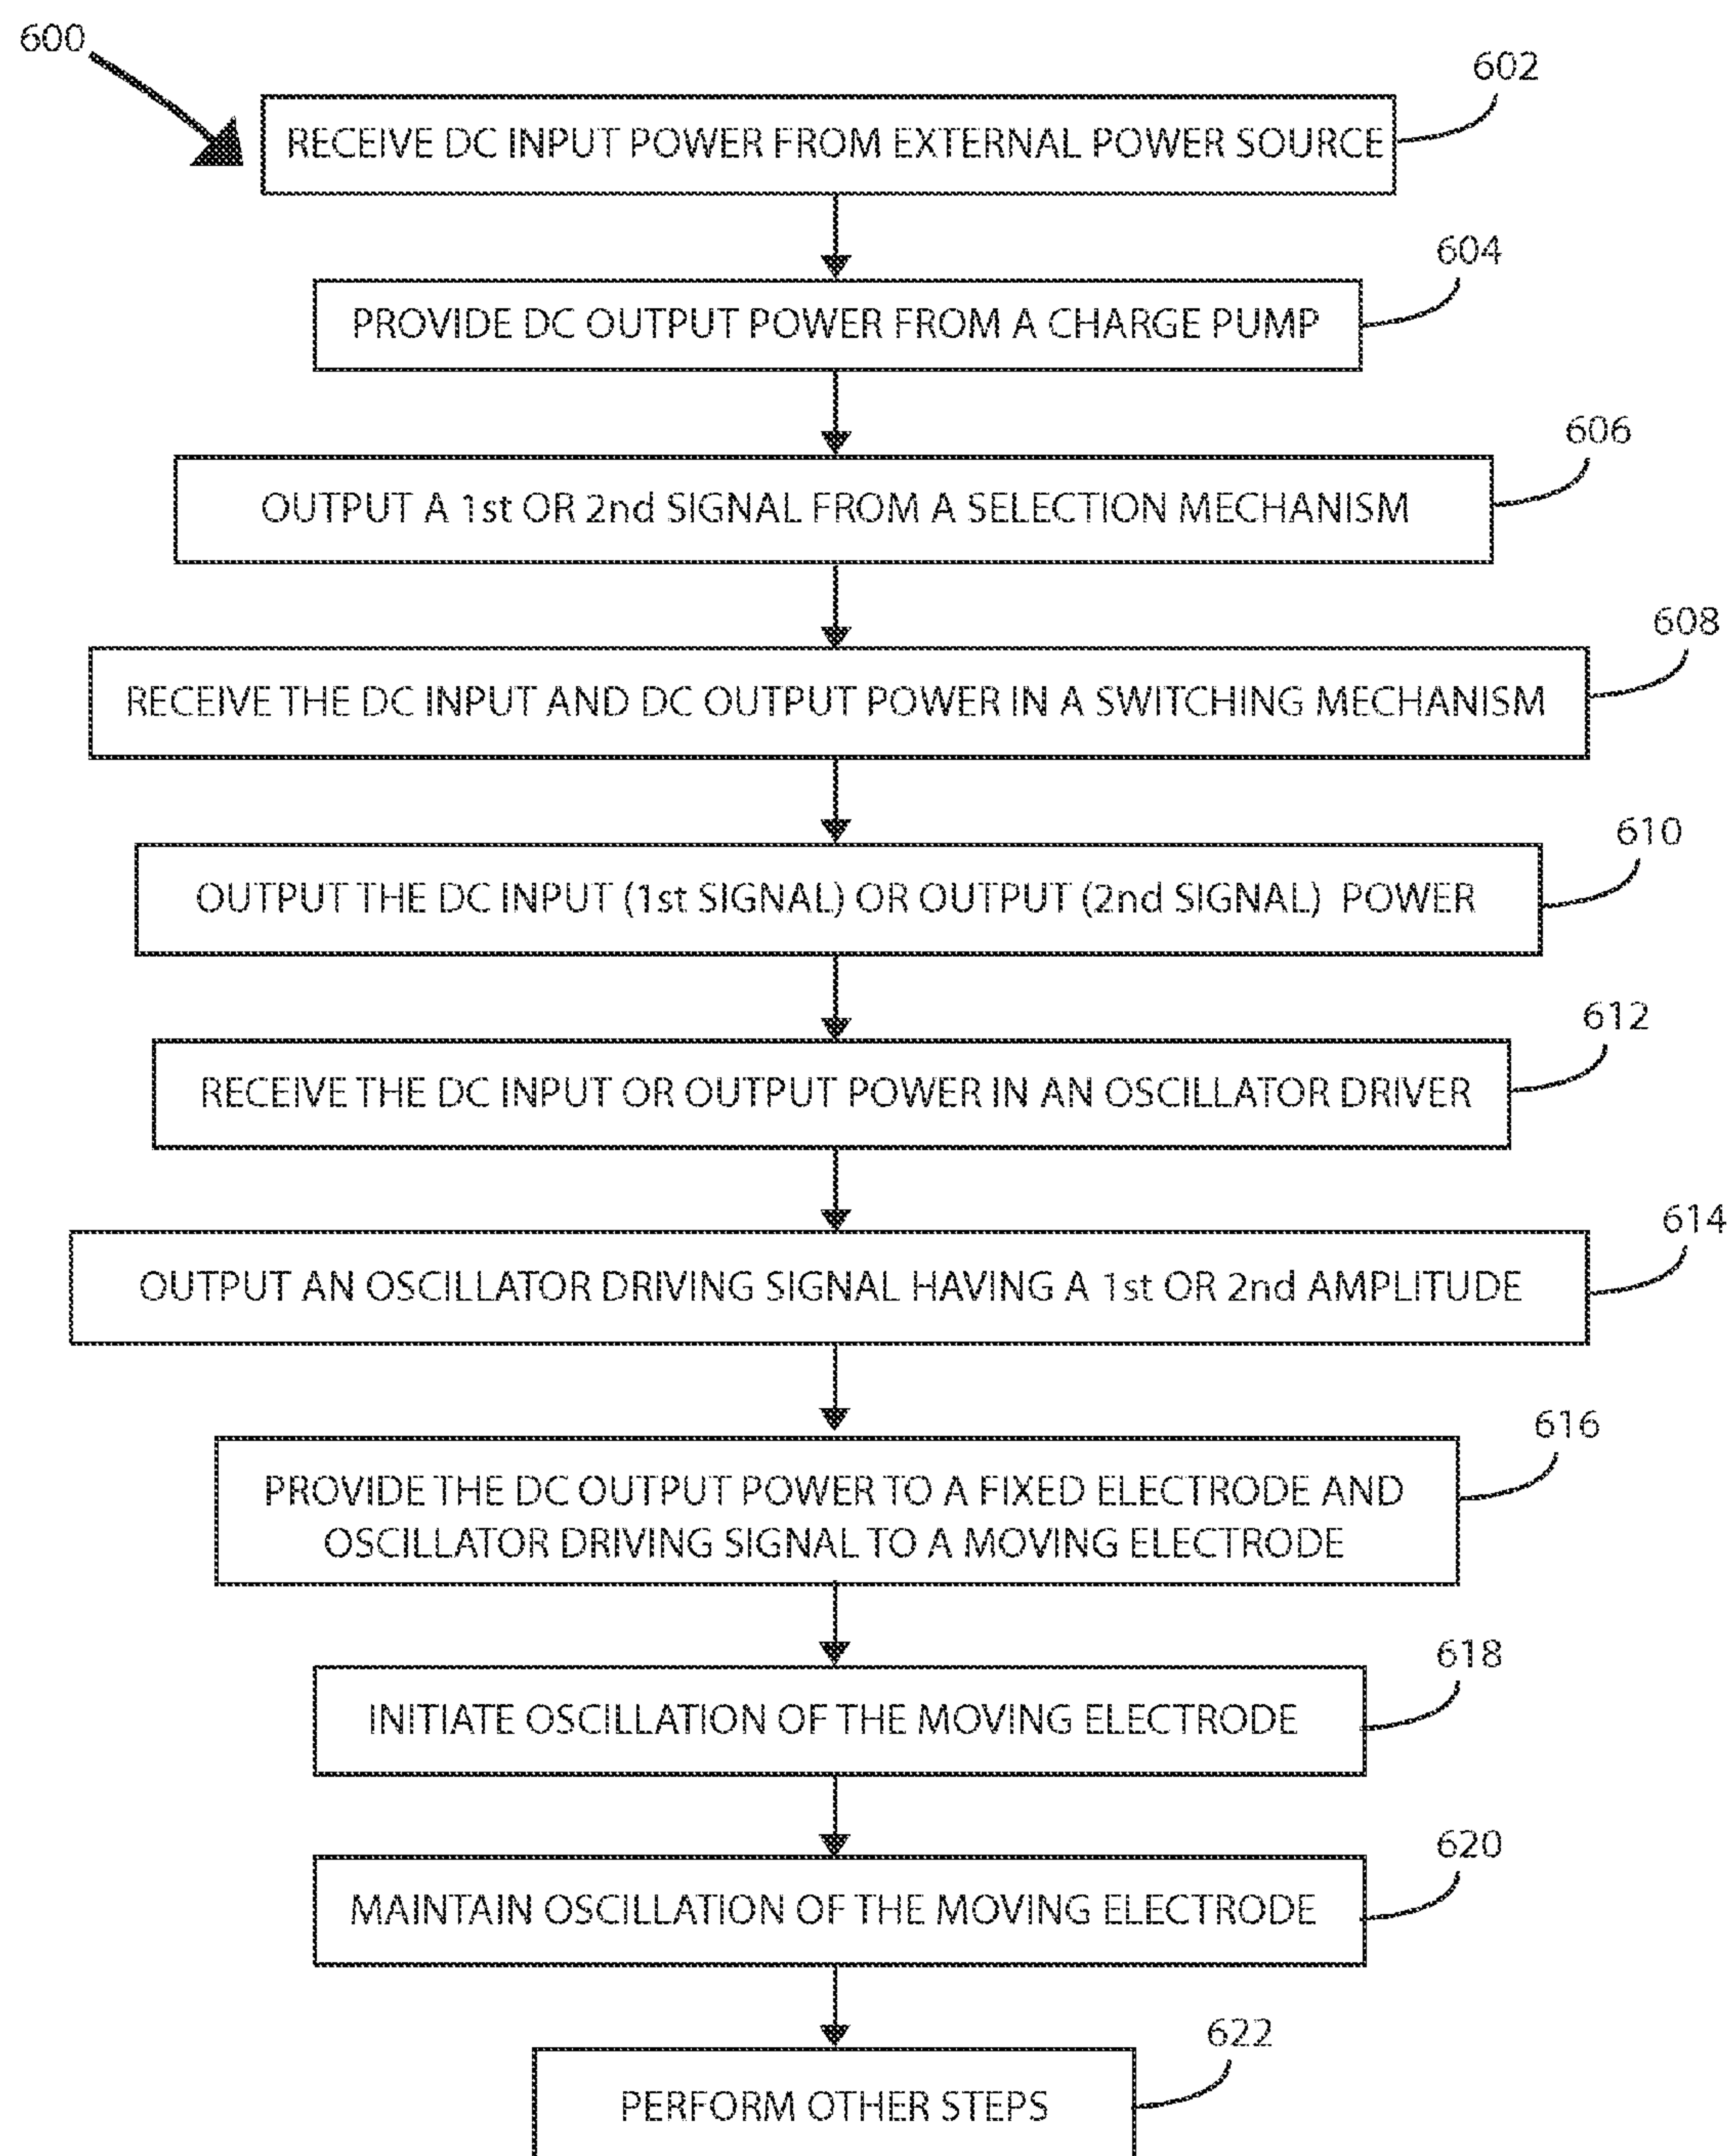 600
602
RECEIVE DC INPUT POWER FROM EXTERNAL POWER SOURCE
604
PROVIDE DC OUTPUT POWER FROM A CHARGE PUMP
606
OUTPUT A 1st OR 2nd SIGNAL FROM A SELECTION MECHANISM
608
RECEIVE THE DC INPUT AND DC OUTPUT POWER IN A SWITCHING MECHANISM
610
OUTPUT THE DC INPUT (1st SIGNAL) OR OUTPUT (2nd SIGNAL) POWER
612
RECEIVE THE DC INPUT OR OUTPUT POWER IN AN OSCILLATOR DRIVER
614
OUTPUT AN OSCILLATOR DRIVING SIGNAL HAVING A 1st OR 2nd AMPLITUDE
616
PROVIDE THE DC OUTPUT POWER TO A FIXED ELECTRODE AND
OSCILLATOR DRIVING SIGNAL TO A MOVING ELECTRODE
618
INITIATE OSCILLATION OF THE MOVING ELECTRODE
620
MAINTAIN OSCILLATION OF THE MOVING ELECTRODE
622
PERFORM OTHER STEPS